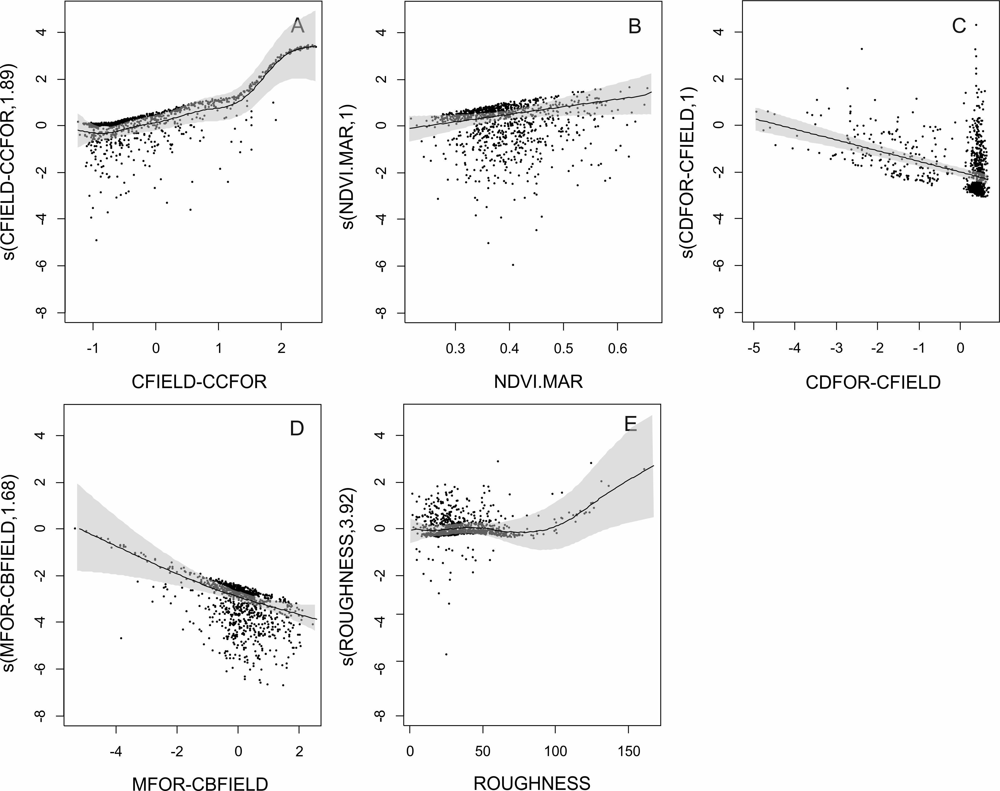 A
4
2
0
-2
-4
-6
-8
s(CFIELD-CCFOR,1.89)
-1 0 1 2
CFIELD-CCFOR
B
4
2
0
-2
-4
-6
-8
s(NDVI.MAR,1)
0.3 0.4 0.5 0.6
NDVI.MAR
C
4
2
0
-2
-4
-6
-8
s(CDFOR-CFIELD,1)
-5 -4 -3 -2 -1 0
CDFOR-CFIELD
D
4
2
0
-2
-4
-6
-8
s(MFOR-CBFIELD,1.68)
-4 -2 0 2
MFOR-CBFIELD
E
4
2
0
-2
-4
-6
-8
s(ROUGHNESS,3.92)
0 50 100 150
ROUGHNESS